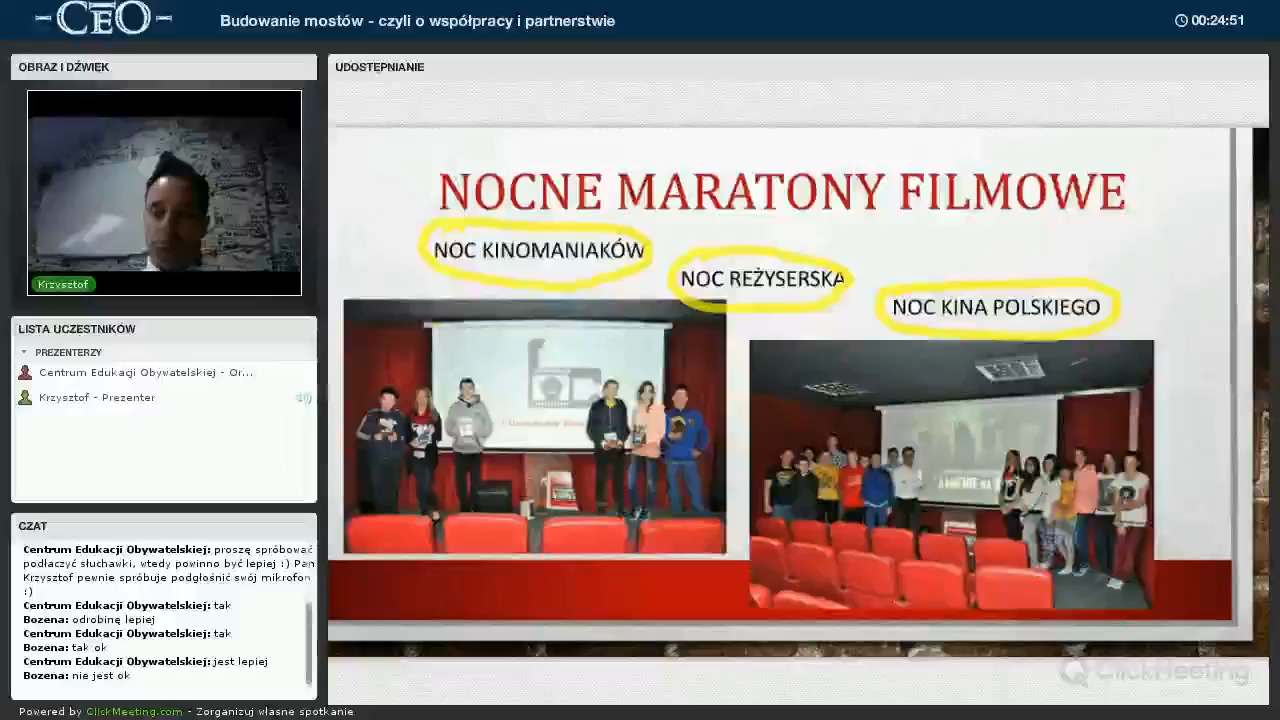 CEO
Budowanie mostów - czyli o współpracy i partnerstwie
00:24:51
OBRAZ I DŹWIĘK
Krzysztof
LISTA UCZESTNIKÓW
PREZENTERZY
Centrum Edukacji Obywatelskiej - Or...
Krzysztof - Prezenter
CZAT
Centrum Edukacji Obywatelskiej: proszę spróbować
podłaczyć słuchawki, wtedy powinno być lepiej :) Pan
Krzysztof pewnie spróbuje podgłośnić swój mikrofon
:)
Centrum Edukacji Obywatelskiej: tak
Bozena: odrobinę lepiej
Centrum Edukacji Obywatelskiej: tak
Bozena: tak ok
Centrum Edukacji Obywatelskiej: jest lepiej
Bozena: nie jest ok
UDOSTĘPNIANIE
NOCNE MARATONY FILMOWE
NOC KINOMANIAKÓW
NOC REŻYSERSKA
NOC KINA POLSKIEGO
ClickMeeting
Powered by ClickMeeting.com - Zorganizuj własne spotkanie